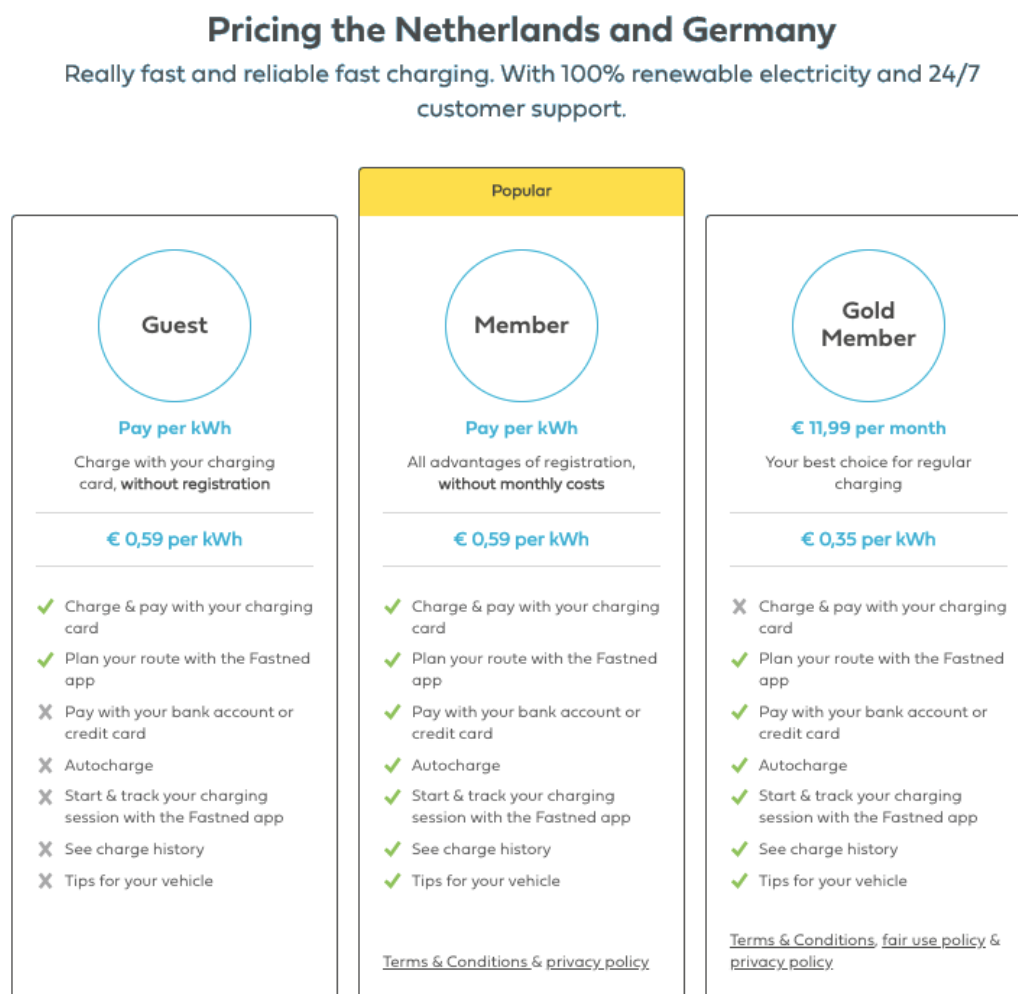 Pricing the Netherlands and Germany
Really fast and reliable fast charging. With 100% renewable electricity and 24/7
customer support.
Guest
Pay per kWh
Charge with your charging
card, without registration
€ 0,59 per kWh
Charge & pay with your charging
card
Plan your route with the Fastned
app
Pay with your bank account or
credit card
Autocharge
Start & track your charging
session with the Fastned app
See charge history
Tips for your vehicle
Popular
Member
Pay per kWh
All advantages of registration,
without monthly costs
€ 0,59 per kWh
Charge & pay with your charging
card
Plan your route with the Fastned
app
Pay with your bank account or
credit card
Autocharge
Start & track your charging
session with the Fastned app
See charge history
Tips for your vehicle
Terms & Conditions & privacy policy
Gold
Member
€ 11,99 per month
Your best choice for regular
charging
€ 0,35 per kWh
Charge & pay with your charging
card
Plan your route with the Fastned
app
Pay with your bank account or
credit card
Autocharge
Start & track your charging
session with the Fastned app
See charge history
Tips for your vehicle
Terms & Conditions, fair use policy &
privacy policy